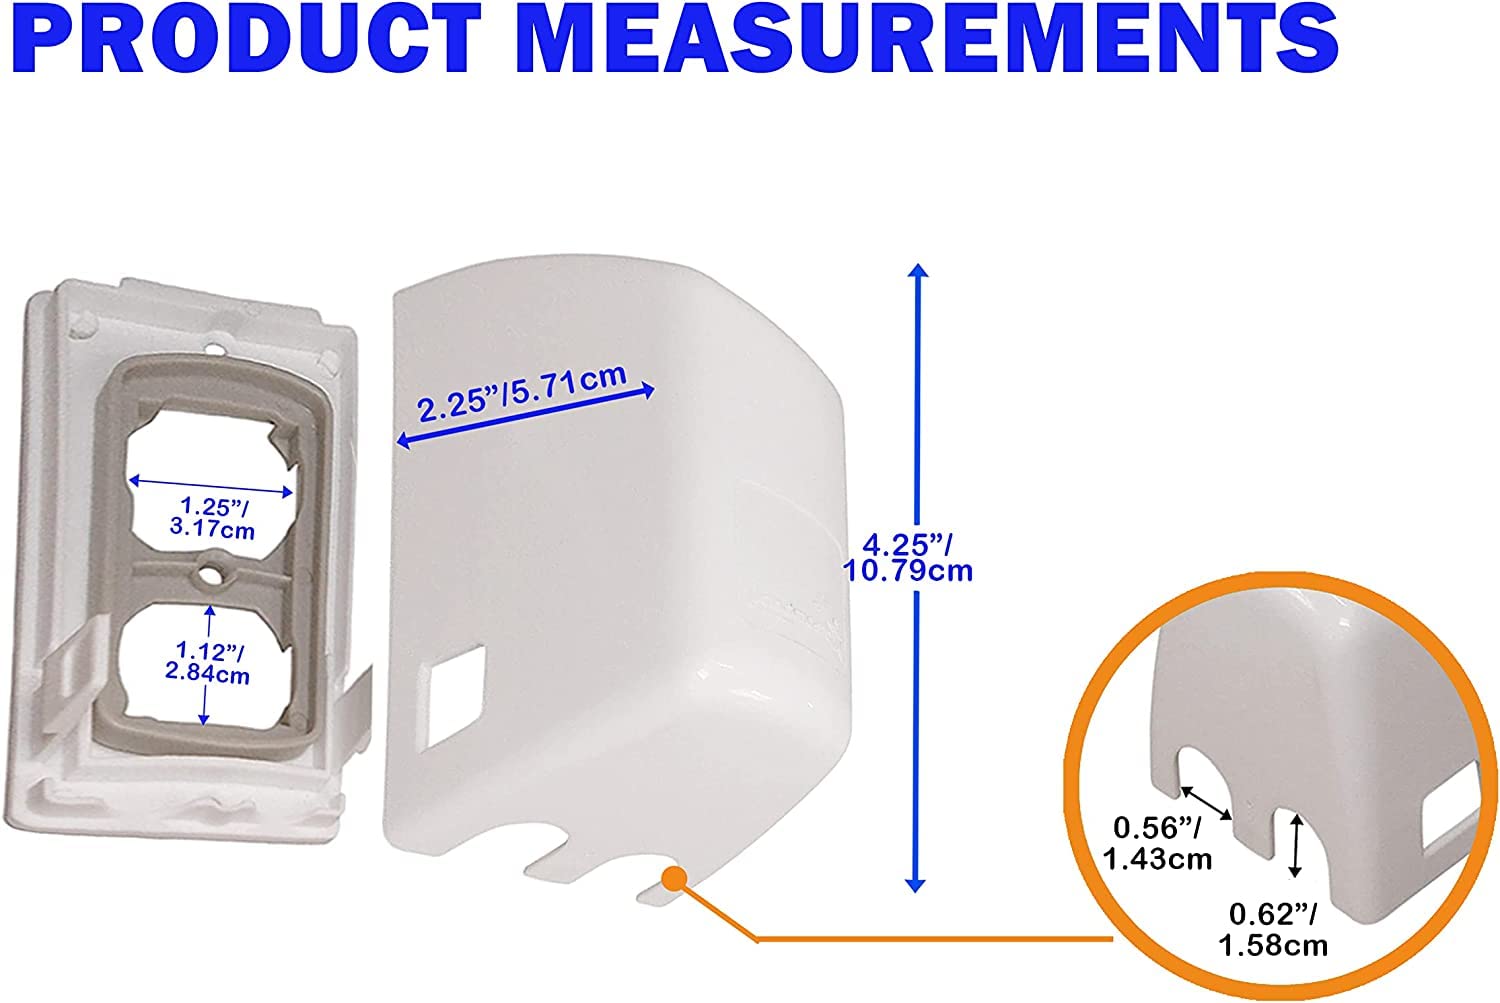 PRODUCT MEASUREMENTS
2.25”/5.71cm
1.25”/
3.17cm
4.25”/
10.79cm
1.12”/
2.84cm
0.56”/
1.43cm
0.62”/
1.58cm